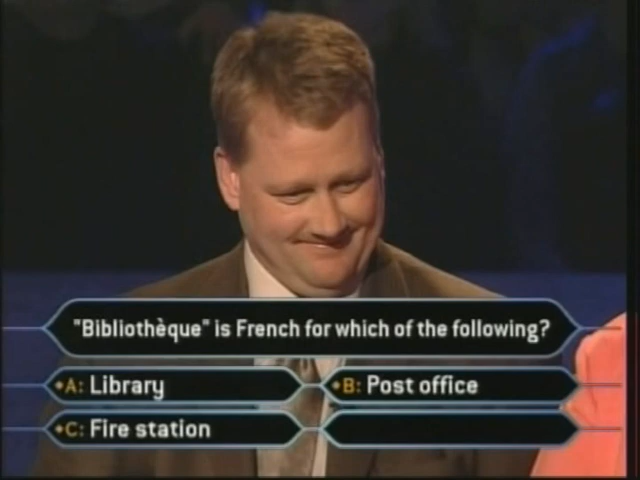 "Bibliothèque" is French for which of the following?
A: Library
B: Post office
C: Fire station